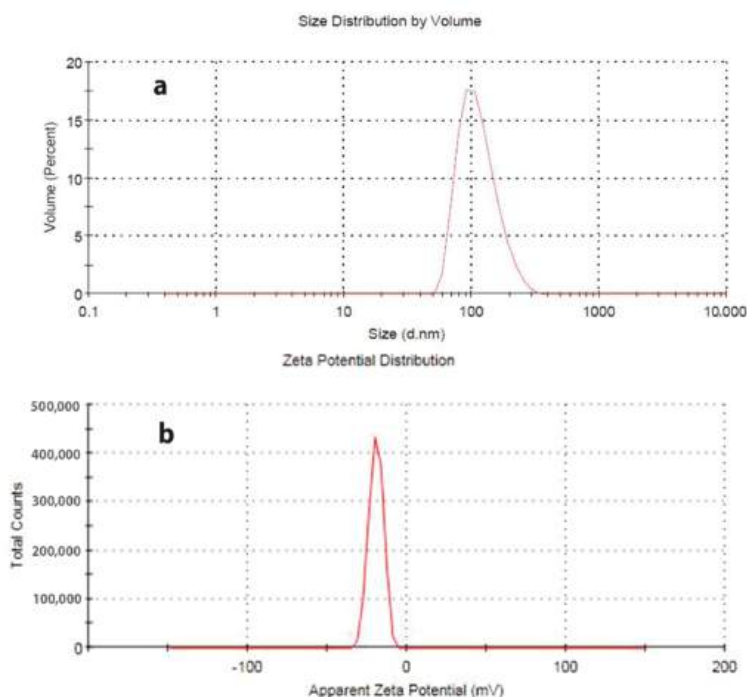 Size Distribution by Volume
a
20
15
10
5
0
Volume (Percent)
0.1 1 10 100 1000 10.000
Size (d.nm)
Zeta Potential Distribution
b
500,000
400,000
300,000
200,000
100,000
0
Total Counts
-100 0 100 200
Apparent Zeta Potential (mV)